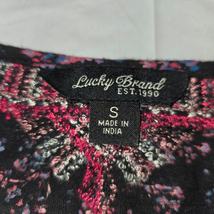 Lucky Brand
EST. 1990
S
MADE IN
INDIA